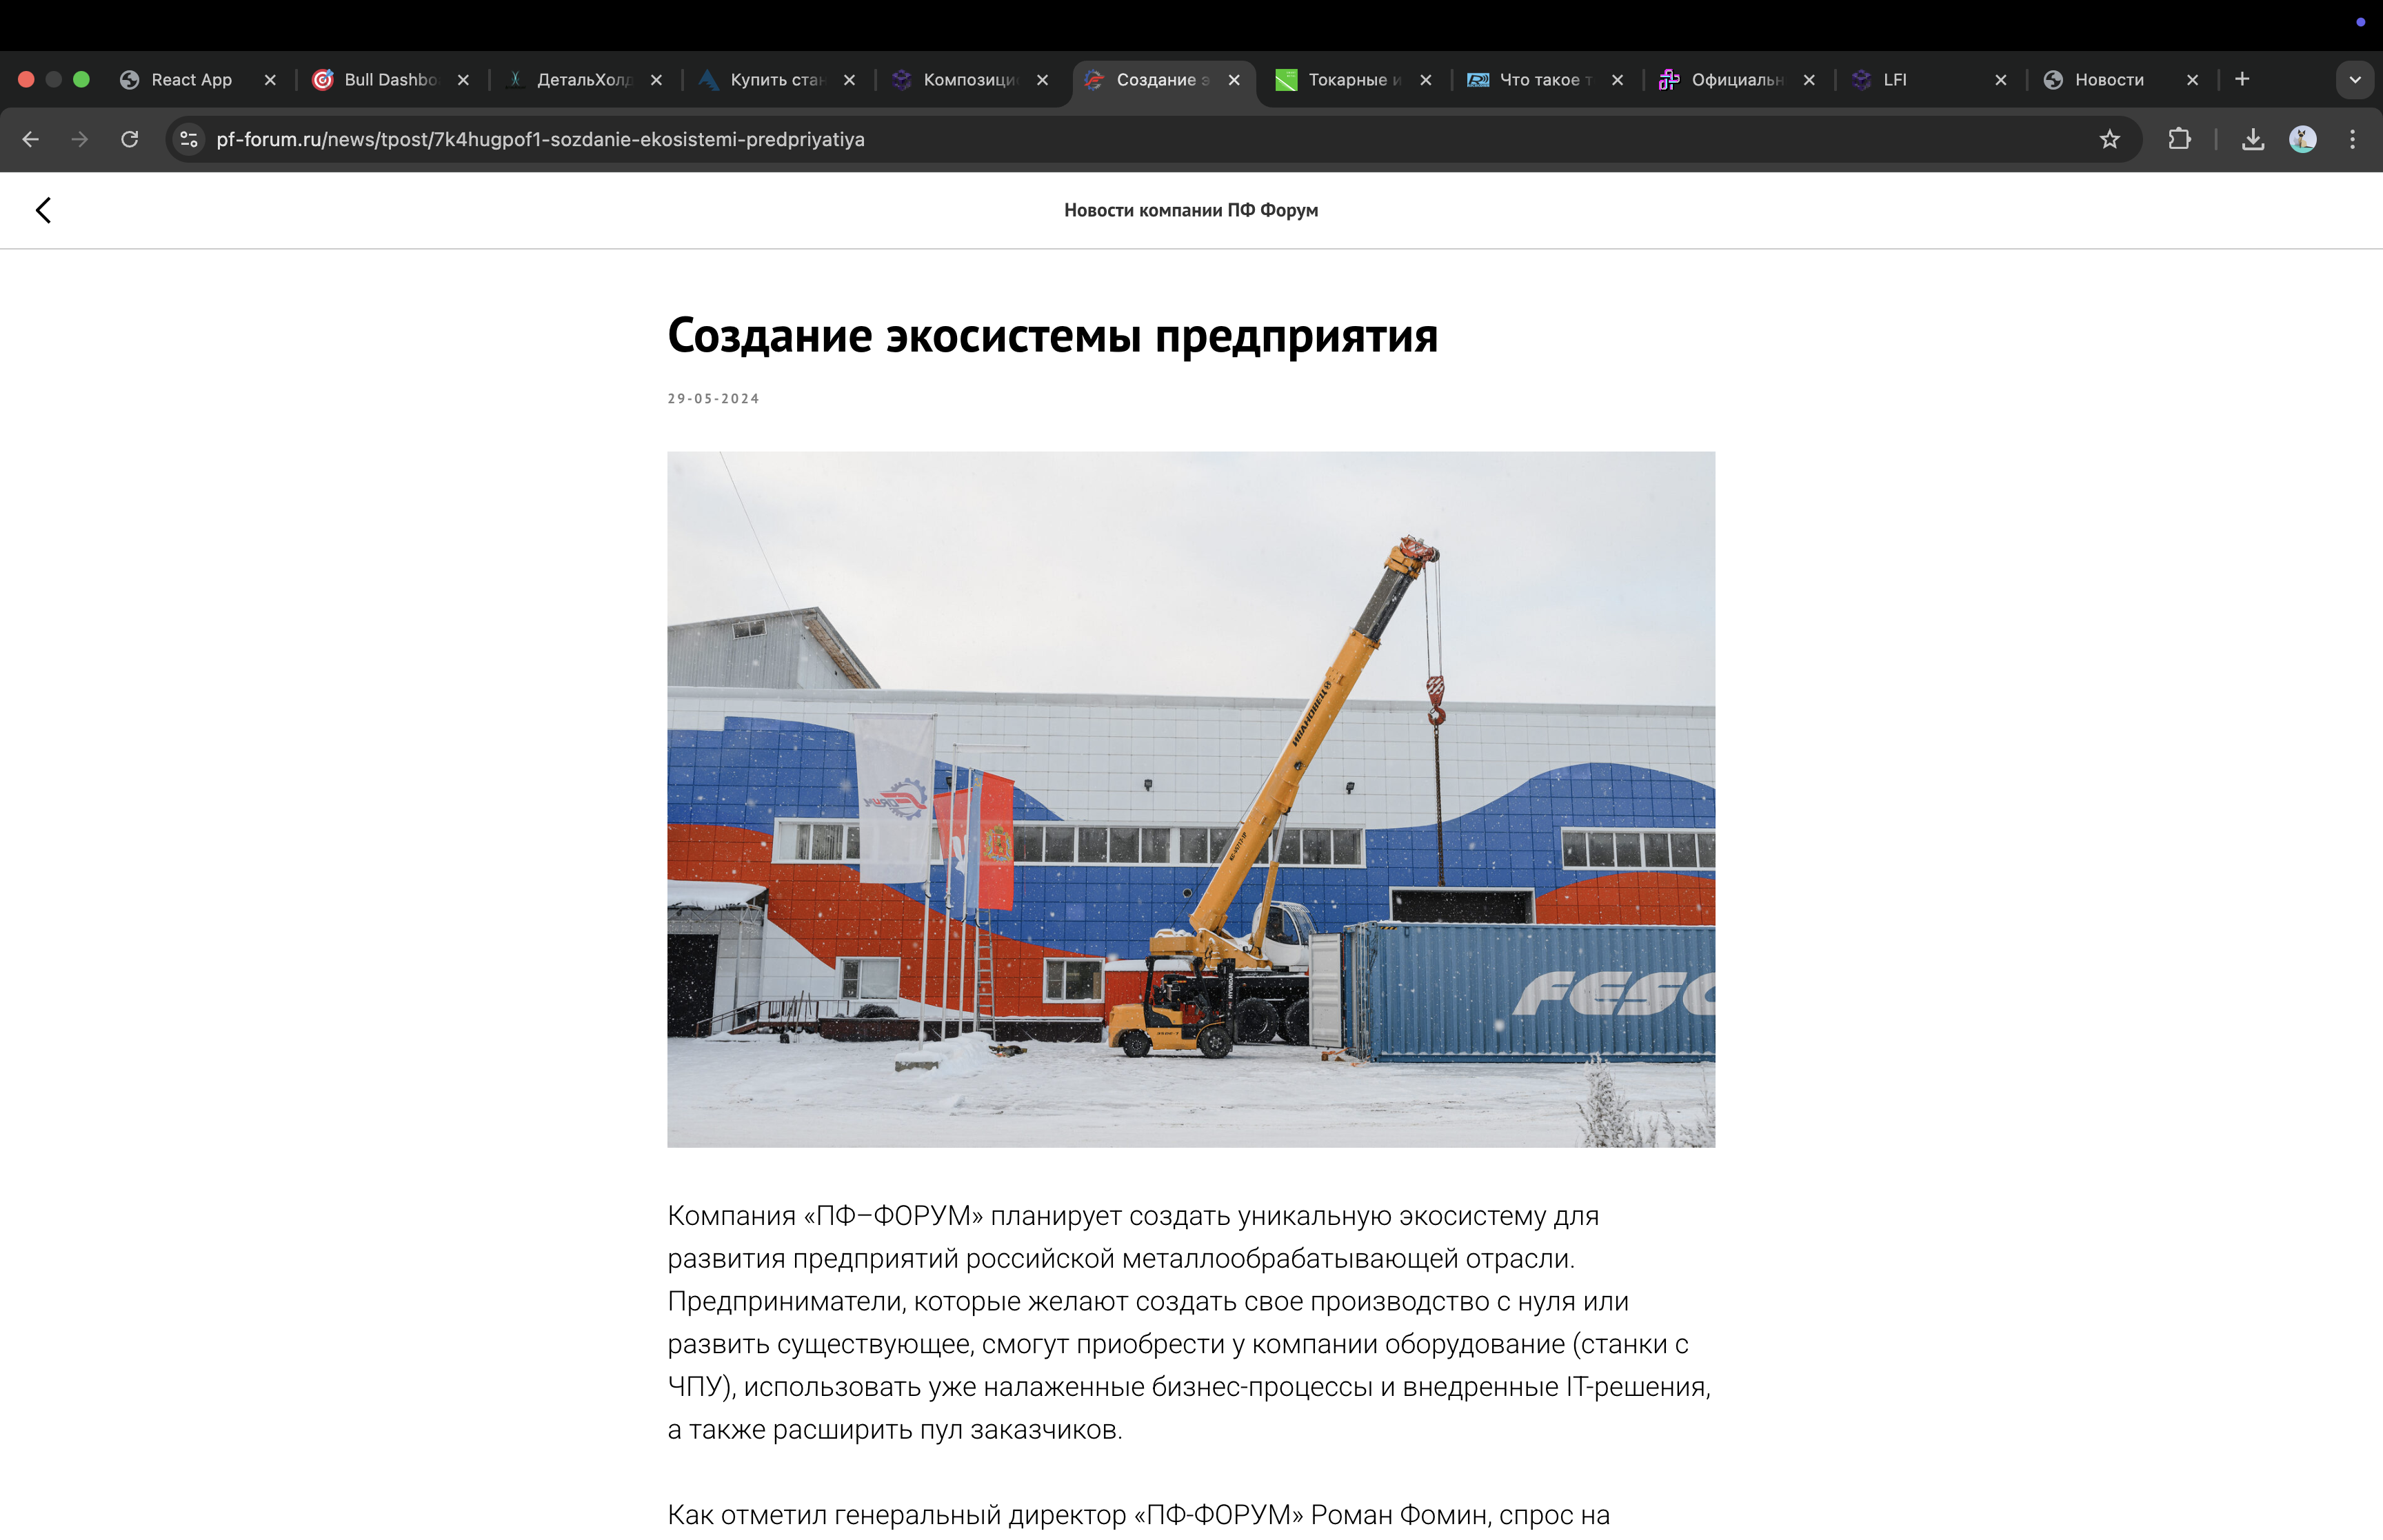 React App
Bull Dashbo
ДетальХолд
Купить стан
Композици
Создание э
Токарные и
Что такое т
Официальн
LFI
Новости
pf-forum.ru/news/tpost/7k4hugpof1-sozdanie-ekosistemi-predpriyatiya
Новости компании ПФ Форум
Создание экосистемы предприятия
29-05-2024
ИВАНОВЕЦ
FESC
Компания «ПФ–ФОРУМ» планирует создать уникальную экосистему для
развития предприятий российской металлообрабатывающей отрасли.
Предприниматели, которые желают создать свое производство с нуля или
развить существующее, смогут приобрести у компании оборудование (станки с
ЧПУ), использовать уже налаженные бизнес-процессы и внедренные IT-решения,
а также расширить пул заказчиков.
Как отметил генеральный директор «ПФ-ФОРУМ» Роман Фомин, спрос на